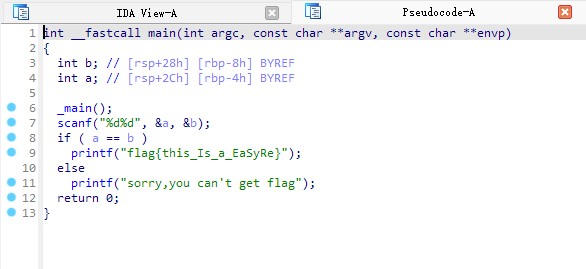 IDA View-A Pseudocode-A
1 int __fastcall main(int argc, const char **argv, const char **envp)
2 {
3 int b; // [rsp+28h] [rbp-8h] BYREF
4 int a; // [rsp+2Ch] [rbp-4h] BYREF
5
6 _main();
7 scanf("%d%d", &a, &b);
8 if ( a == b )
9 printf("flag{this_Is_a_EaSyRe}");
10 else
11 printf("sorry,you can't get flag");
12 return 0;
13 }